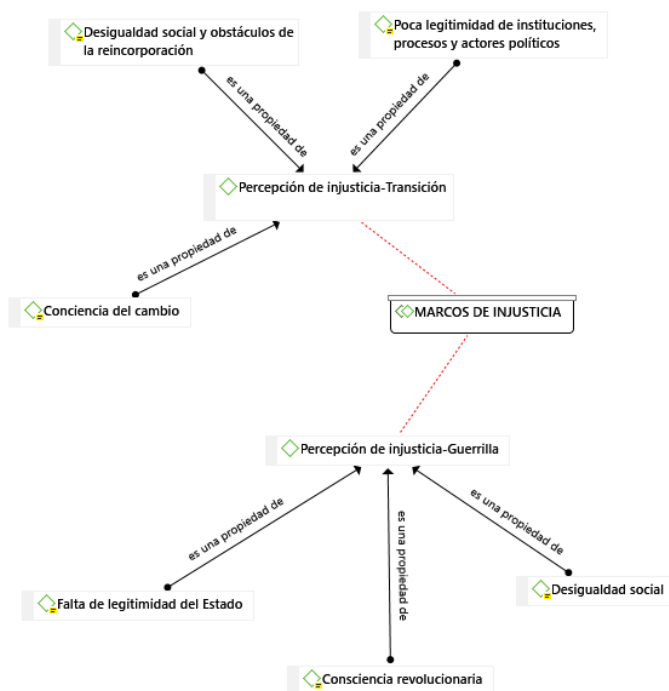 Desigualdad social y obstáculos de
la reincorporación
Poca legitimidad de instituciones,
procesos y actores políticos
es una propiedad de
es una propiedad de
Percepción de injusticia-Transición
es una propiedad de
Conciencia del cambio
MARCOS DE INJUSTICIA
Percepción de injusticia-Guerrilla
es una propiedad de
es una propiedad de
es una propiedad de
Desigualdad social
Falta de legitimidad del Estado
Consciencia revolucionaria